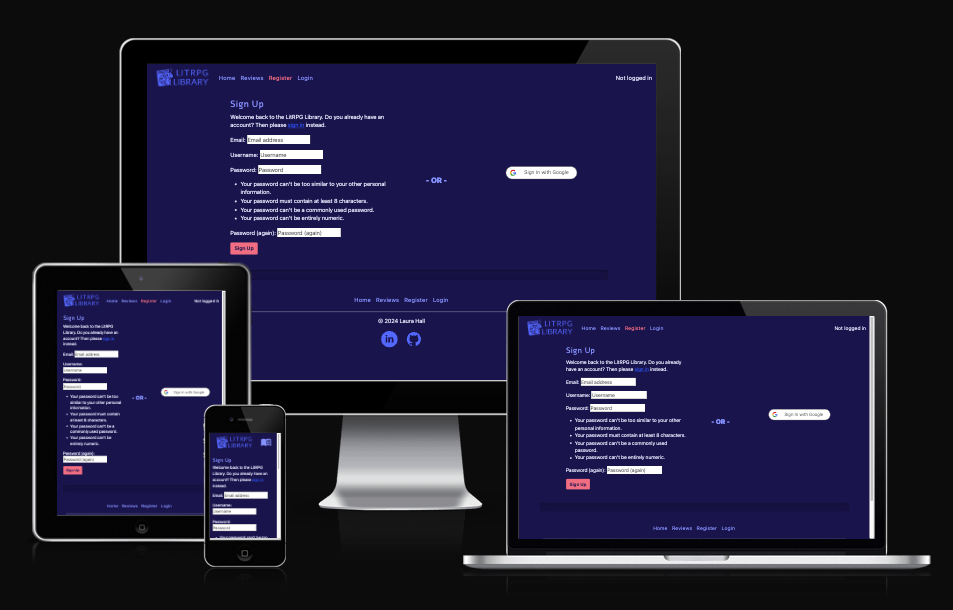 LITRPG
LIBRARY
Home Reviews Register Login
Not logged in
Sign Up
Welcome back to the LitRPG Library. Do you already have an
account? Then please sign in instead.
Email: Email address
Username: Username
Password: Password
Your password can't be too similar to your other personal
information.
Your password must contain at least 8 characters.
Your password can't be a commonly used password.
Your password can't be entirely numeric.
Password (again): Password (again)
Sign Up
- OR -
Sign in with Google
Home Reviews Register Login
© 2024 Laura Hall
in
LITRPG
LIBRARY
Home Reviews Register Login
Not logged in
Sign Up
Welcome back to the LitRPG
Library. Do you already have an
account? Then please sign in
instead.
Email: Email address
Username:
Username
Password:
Password
Your password can't be too
similar to your other personal
information.
Your password must contain
at least 8 characters.
Your password can't be a
commonly used password.
Your password can't be
entirely numeric.
Password (again):
Password (again)
Sign Up
- OR -
Sign in with Google
Home Reviews Register Login
LITRPG
LIBRARY
Sign Up
Welcome back to the LitRPG
Library. Do you already have an
account? Then please sign in
instead.
Email: Email address
Username:
Username
Password:
Password
Your password can't be too
LITRPG
LIBRARY
Home Reviews Register Login
Not logged in
Sign Up
Welcome back to the LitRPG Library. Do you already
have an account? Then please sign in instead.
Email: Email address
Username: Username
Password: Password
Your password can't be too similar to your other
personal information.
Your password must contain at least 8 characters.
Your password can't be a commonly used
password.
Your password can't be entirely numeric.
Password (again): Password (again)
Sign Up
- OR -
Sign in with Google
Home Reviews Register Login